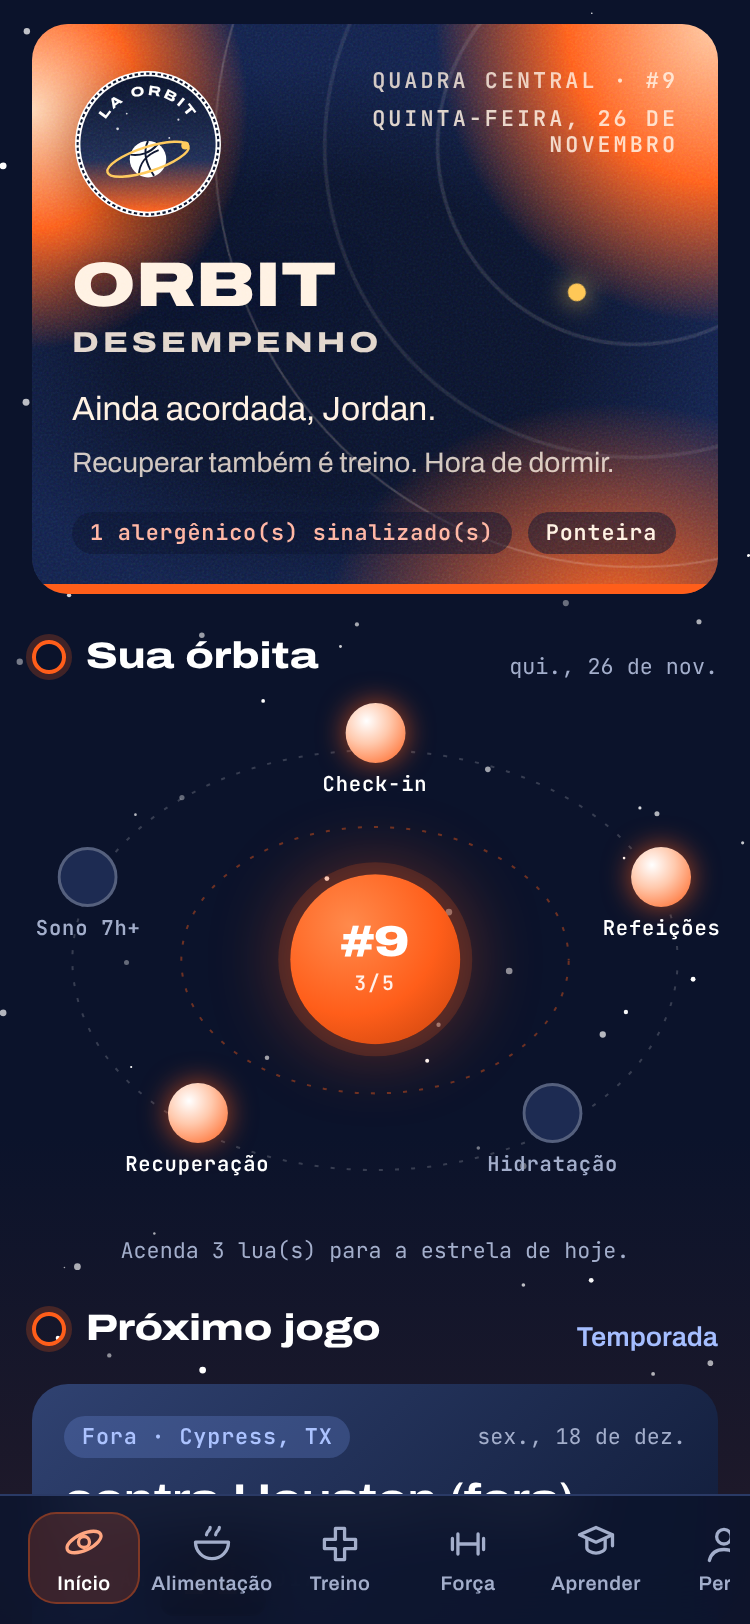 LA ORBIT
QUADRA CENTRAL · #9
QUINTA-FEIRA, 26 DE
NOVEMBRO
ORBIT
DESEMPENHO
Ainda acordada, Jordan.
Recuperar também é treino. Hora de dormir.
1 alergênico(s) sinalizado(s)
Ponteira
Sua órbita
qui., 26 de nov.
Check-in
Sono 7h+
Refeições
#9
3/5
Recuperação
Hidratação
Acenda 3 lua(s) para a estrela de hoje.
Próximo jogo
Temporada
Fora · Cypress, TX
sex., 18 de dez.
contra Houston (fora)
Início
Alimentação
Treino
Força
Aprender
Per